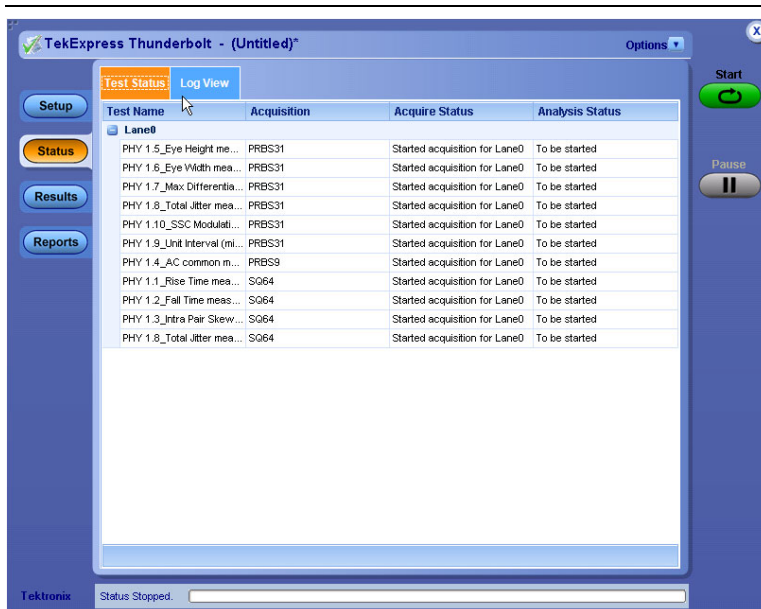 TekExpress Thunderbolt - (Untitled)*
Options
X
Start
Pause
Setup
Status
Results
Reports
Test Status Log View
Test Name Acquisition Acquire Status Analysis Status
Lane0
PHY 1.5_Eye Height me... PRBS31 Started acquisition for Lane0 To be started
PHY 1.6_Eye Width mea... PRBS31 Started acquisition for Lane0 To be started
PHY 1.7_Max Differentia... PRBS31 Started acquisition for Lane0 To be started
PHY 1.8_Total Jitter mea... PRBS31 Started acquisition for Lane0 To be started
PHY 1.10_SSC Modulati... PRBS31 Started acquisition for Lane0 To be started
PHY 1.9_Unit Interval (mi... PRBS31 Started acquisition for Lane0 To be started
PHY 1.4_AC common m... PRBS9 Started acquisition for Lane0 To be started
PHY 1.1_Rise Time mea... SQ64 Started acquisition for Lane0 To be started
PHY 1.2_Fall Time meas... SQ64 Started acquisition for Lane0 To be started
PHY 1.3_Intra Pair Skew... SQ64 Started acquisition for Lane0 To be started
PHY 1.8_Total Jitter mea... SQ64 Started acquisition for Lane0 To be started
Tektronix
Status Stopped.